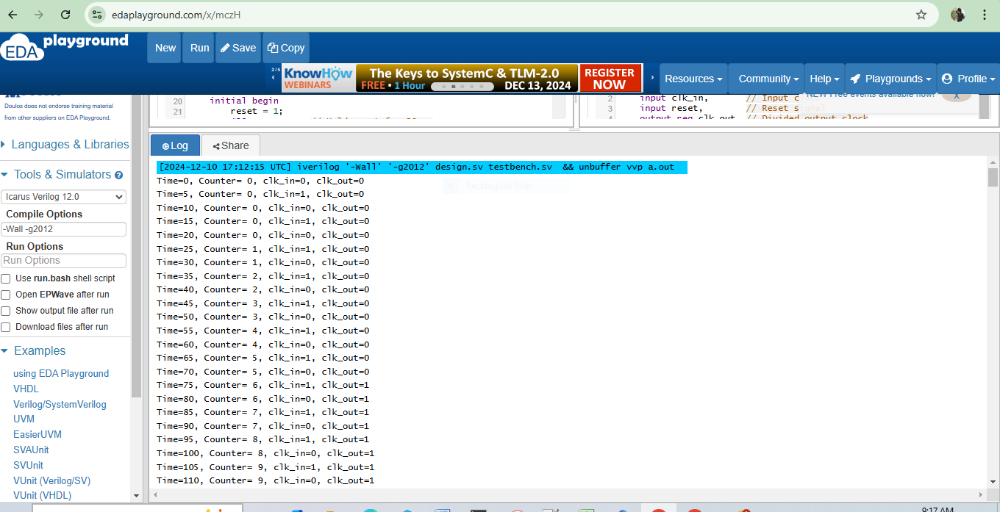 edaplayground.com/x/mczH
EDA playground
New Run Save Copy
2/5
KnowHow WEBINARS
The Keys to SystemC & TLM-2.0
FREE • 1 Hour DEC 13, 2024
REGISTER NOW
Resources Community Help Playgrounds Profile
Doulos does not endorse training material
from other suppliers on EDA Playground.
Languages & Libraries
Tools & Simulators
Icarus Verilog 12.0
Compile Options
-Wall -g2012
Run Options
Run Options
Use run.bash shell script
Open EPWave after run
Show output file after run
Download files after run
Examples
using EDA Playground
VHDL
Verilog/SystemVerilog
UVM
EasierUVM
SVAUnit
SVUnit
VUnit (Verilog/SV)
VUnit (VHDL)
20 initial begin
21 reset = 1;
2 input clk_in, // Input c
NEW Free events available now! X
3 input reset, // Reset signal
4 output reg clk_out // Divided output clock
Log Share
[2024-12-10 17:12:15 UTC] iverilog '-Wall' '-g2012' design.sv testbench.sv && unbuffer vvp a.out
Rectangular Snip
Time=0, Counter= 0, clk_in=0, clk_out=0
Time=5, Counter= 0, clk_in=1, clk_out=0
Time=10, Counter= 0, clk_in=0, clk_out=0
Time=15, Counter= 0, clk_in=1, clk_out=0
Time=20, Counter= 0, clk_in=0, clk_out=0
Time=25, Counter= 1, clk_in=1, clk_out=0
Time=30, Counter= 1, clk_in=0, clk_out=0
Time=35, Counter= 2, clk_in=1, clk_out=0
Time=40, Counter= 2, clk_in=0, clk_out=0
Time=45, Counter= 3, clk_in=1, clk_out=0
Time=50, Counter= 3, clk_in=0, clk_out=0
Time=55, Counter= 4, clk_in=1, clk_out=0
Time=60, Counter= 4, clk_in=0, clk_out=0
Time=65, Counter= 5, clk_in=1, clk_out=0
Time=70, Counter= 5, clk_in=0, clk_out=0
Time=75, Counter= 6, clk_in=1, clk_out=1
Time=80, Counter= 6, clk_in=0, clk_out=1
Time=85, Counter= 7, clk_in=1, clk_out=1
Time=90, Counter= 7, clk_in=0, clk_out=1
Time=95, Counter= 8, clk_in=1, clk_out=1
Time=100, Counter= 8, clk_in=0, clk_out=1
Time=105, Counter= 9, clk_in=1, clk_out=1
Time=110, Counter= 9, clk_in=0, clk_out=1
9:17 AM